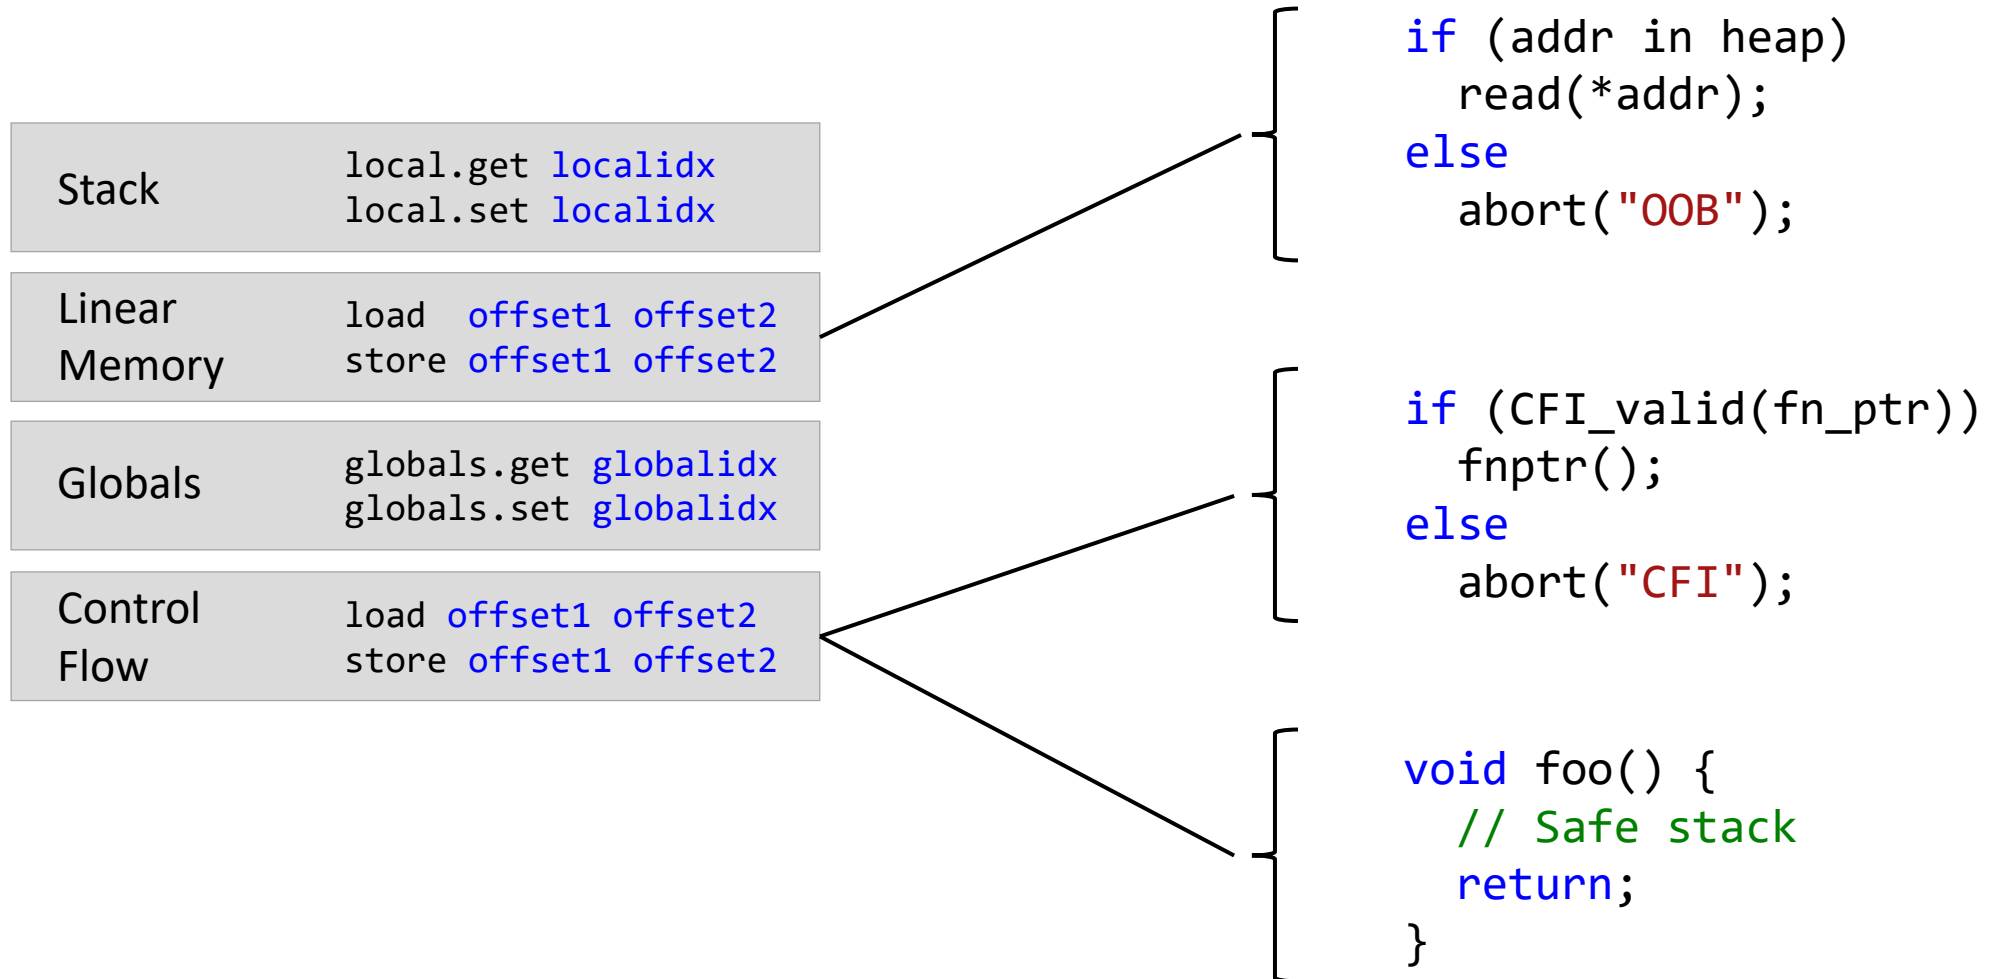 Stack
local.get localidx
local.set localidx
Linear
Memory
load  offset1 offset2
store offset1 offset2
Globals
globals.get globalidx
globals.set globalidx
Control
Flow
load offset1 offset2
store offset1 offset2
if (addr in heap)
  read(*addr);
else
  abort("OOB");
if (CFI_valid(fn_ptr))
  fnptr();
else
  abort("CFI");
void foo() {
  // Safe stack
  return;
}